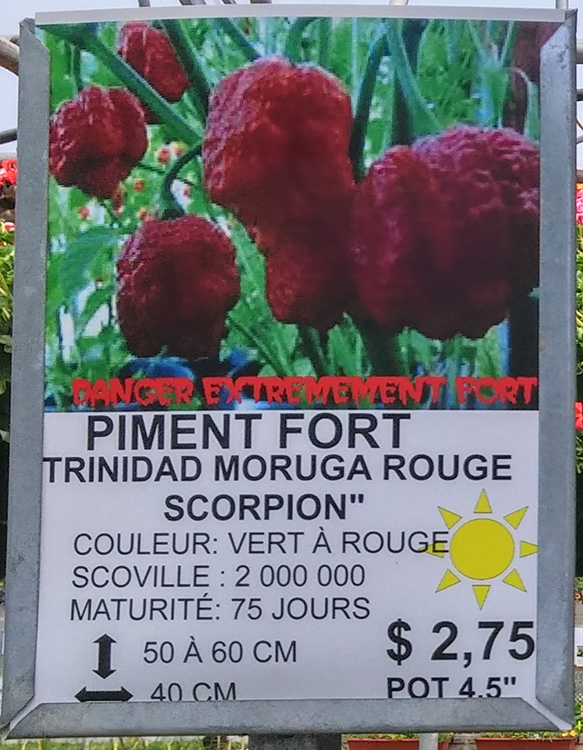 DANGER EXTREMEMENT FORT
PIMENT FORT
TRINIDAD MORUGA ROUGE
SCORPION"
COULEUR: VERT À ROUGE
SCOVILLE : 2 000 000
MATURITÉ: 75 JOURS
50 À 60 CM
$ 2,75
40 CM
POT 4.5"